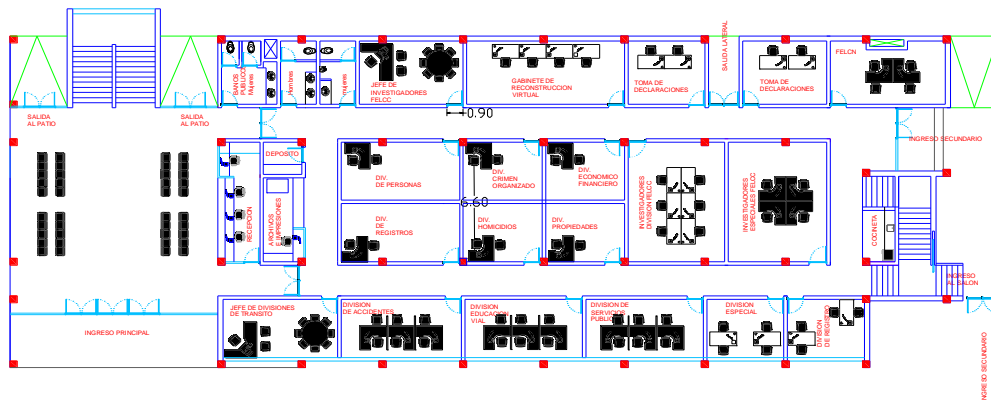 SALIDA
AL PATIO
SALIDA
AL PATIO
BAÑOS
PUBLICO
Mujeres
Hombres
mujeres
JEFE DE
INVESTIGADORES
FELCC
GABINETE DE
RECONSTRUCCION
VIRTUAL
TOMA DE
DECLARACIONES
SALIDA LATERAL
TOMA DE
DECLARACIONES
FELCN
0.90
INGRESO SECUNDARIO
DEPOSITO
RECEPCION
ARCHIVOS
E IMPRESIONES
DIV.
DE PERSONAS
DIV.
CRIMEN
ORGANIZADO
DIV.
ECONOMICO
FINANCIERO
6.60
DIV.
DE
REGISTROS
DIV.
HOMICIDIOS
DIV.
PROPIEDADES
INVESTIGADORES
DIVISION FELCC
INVESTIGADORES
ESPECIALES FELCC
COCINETA
INGRESO
AL SALON
INGRESO PRINCIPAL
JEFE DE DIVISIONES
DE TRANSITO
DIVISION
DE ACCIDENTES
DIVISION
EDUCACION
VIAL
DIVISION DE
SERVICIOS
PUBLICOS
DIVISION
ESPECIAL
DIVISION
DE REGISTRO
INGRESO SECUNDARIO